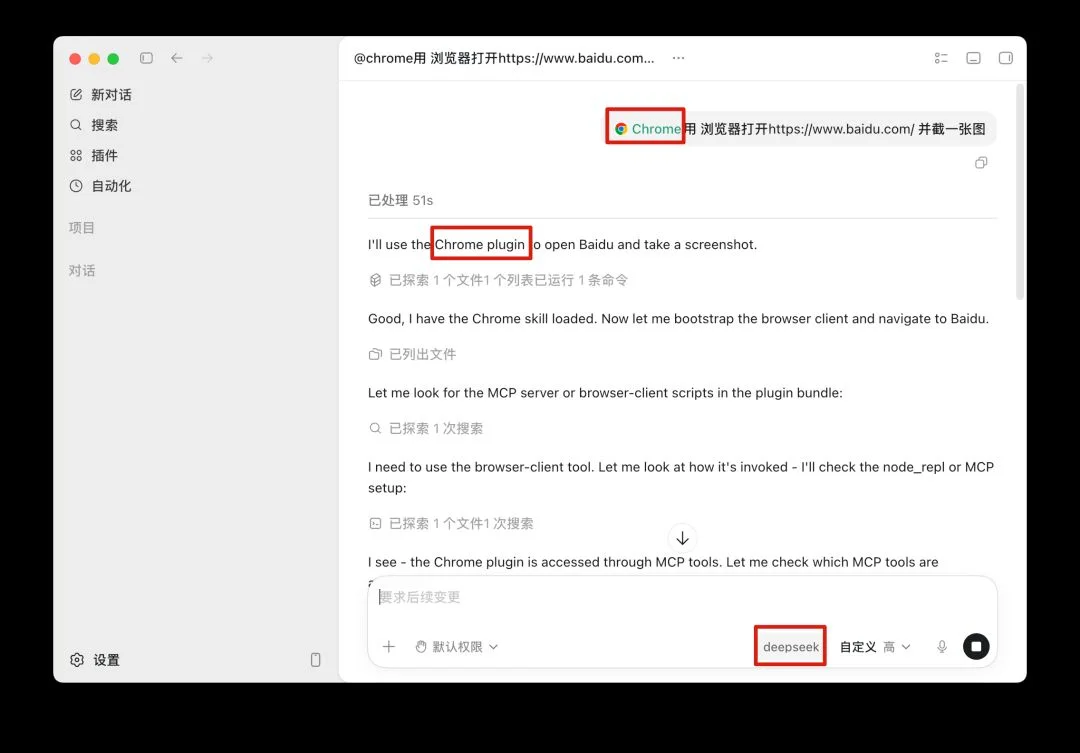 @chrome用 浏览器打开https://www.baidu.com...
新对话
搜索
插件
自动化
项目
对话
设置
Chrome用 浏览器打开https://www.baidu.com/ 并截一张图
已处理 51s
I'll use the Chrome plugin to open Baidu and take a screenshot.
已探索 1 个文件1 个列表已运行 1 条命令
Good, I have the Chrome skill loaded. Now let me bootstrap the browser client and navigate to Baidu.
已列出文件
Let me look for the MCP server or browser-client scripts in the plugin bundle:
已探索 1 次搜索
I need to use the browser-client tool. Let me look at how it's invoked - I'll check the node_repl or MCP
setup:
已探索 1 个文件1 次搜索
I see - the Chrome plugin is accessed through MCP tools. Let me check which MCP tools are
要求后续变更
默认权限
deepseek
自定义 高